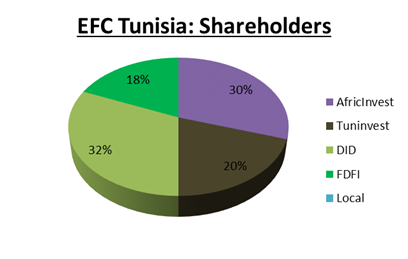 EFC Tunisia: Shareholders
18%
30%
32%
20%
AfricInvest
Tuninvest
DID
FDFI
Local